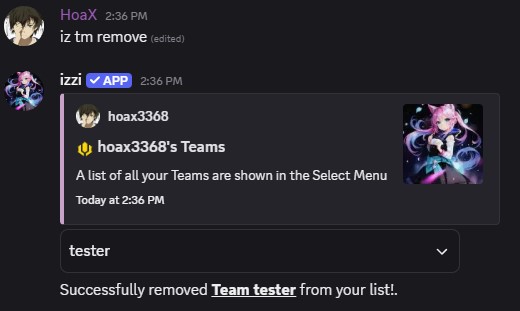 HoaX 2:36 PM
iz tm remove (edited)
izzi ✓ APP 2:36 PM
hoax3368
hoax3368's Teams
A list of all your Teams are shown in the Select Menu
Today at 2:36 PM
tester
Successfully removed Team tester from your list!.